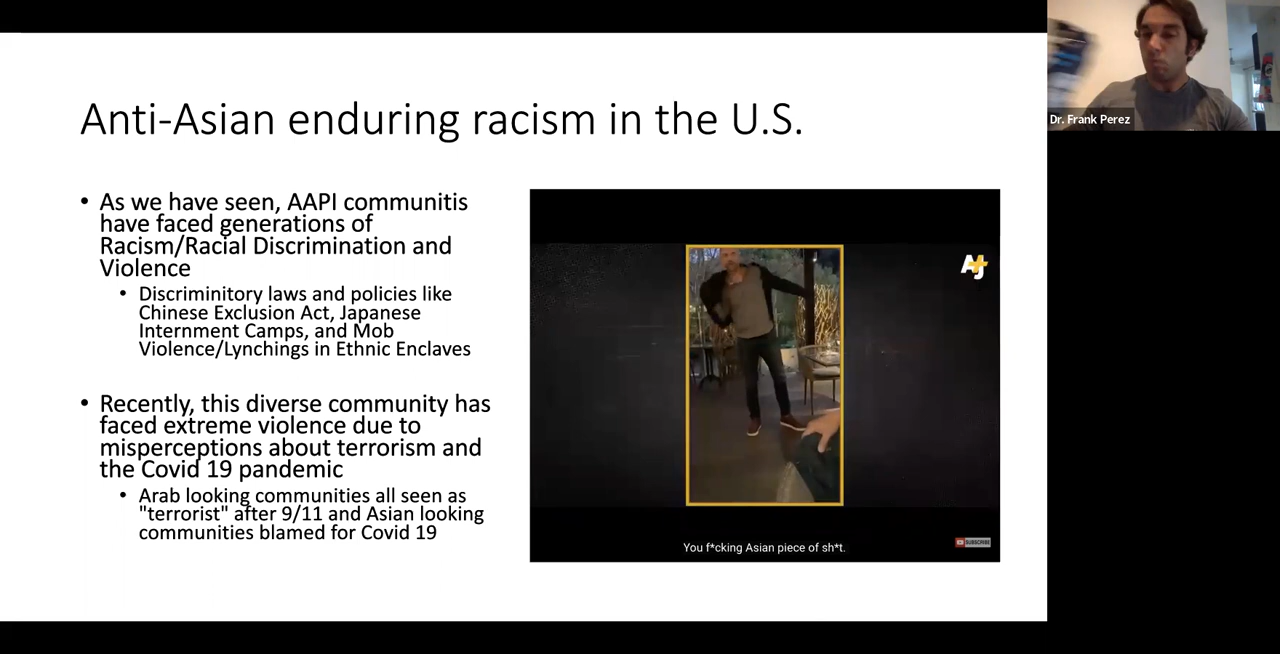 Anti-Asian enduring racism in the U.S.
• As we have seen, AAPI communitis
have faced generations of
Racism/Racial Discrimination and
Violence
• Discriminitory laws and policies like
Chinese Exclusion Act, Japanese
Internment Camps, and Mob
Violence/Lynchings in Ethnic Enclaves
• Recently, this diverse community has
faced extreme violence due to
misperceptions about terrorism and
the Covid 19 pandemic
• Arab looking communities all seen as
"terrorist" after 9/11 and Asian looking
communities blamed for Covid 19
AJ+
You f*cking Asian piece of sh*t.
SUBSCRIBE
Dr. Frank Perez